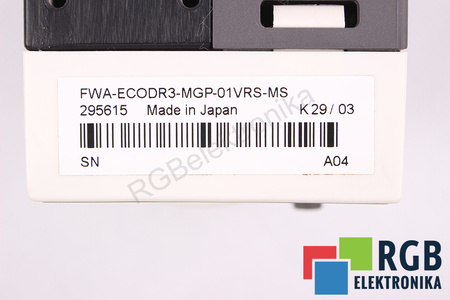 FWA-ECODR3-MGP-01VRS-MS
295615 Made in Japan K29/03
SN A04
RGBelektronika
RGB
ELEKTRONIKA